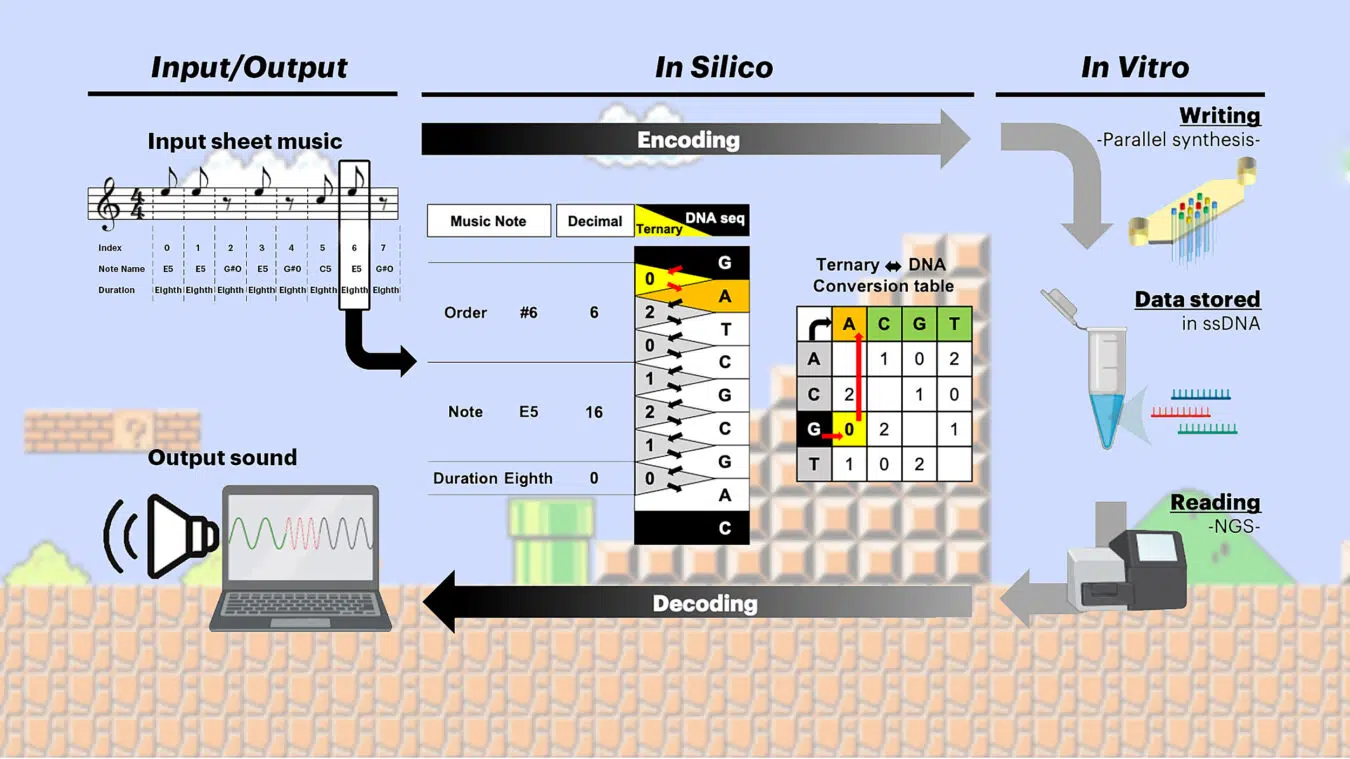 Input/Output
In Silico
In Vitro
Input sheet music
4
4
Index 0 1 2 3 4 5 6 7
Note Name E5 E5 G#0 E5 G#0 C5 E5 G#0
Duration Eighth Eighth Eighth Eighth Eighth Eighth Eighth Eighth
Output sound
Encoding
Music Note Decimal Ternary DNA seq
G
0
A
Order #6 6
2
T
0
C
1
G
Note E5 16
2
C
1
G
Duration Eighth 0
0
A
C
Ternary ⬌ DNA
Conversion table
A C G T
A 1 0 2
C 2 1 0
G 0 2 1
T 1 0 2
Decoding
Writing
-Parallel synthesis-
Data stored
in ssDNA
Reading
-NGS-
?